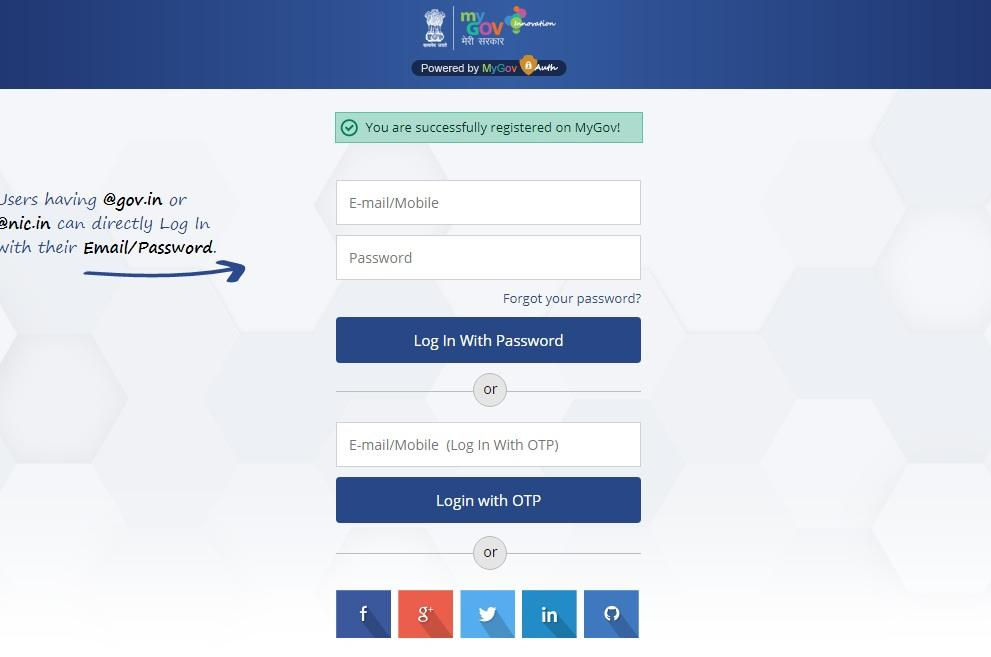 सत्यमेव जयते
my
GOV
मेरी सरकार
innovation
Powered by MyGov Auth
You are successfully registered on MyGov!
Users having @gov.in or
@nic.in can directly Log In
with their Email/Password.
E-mail/Mobile
Password
Forgot your password?
Log In With Password
or
E-mail/Mobile (Log In With OTP)
Login with OTP
or
f g+ in